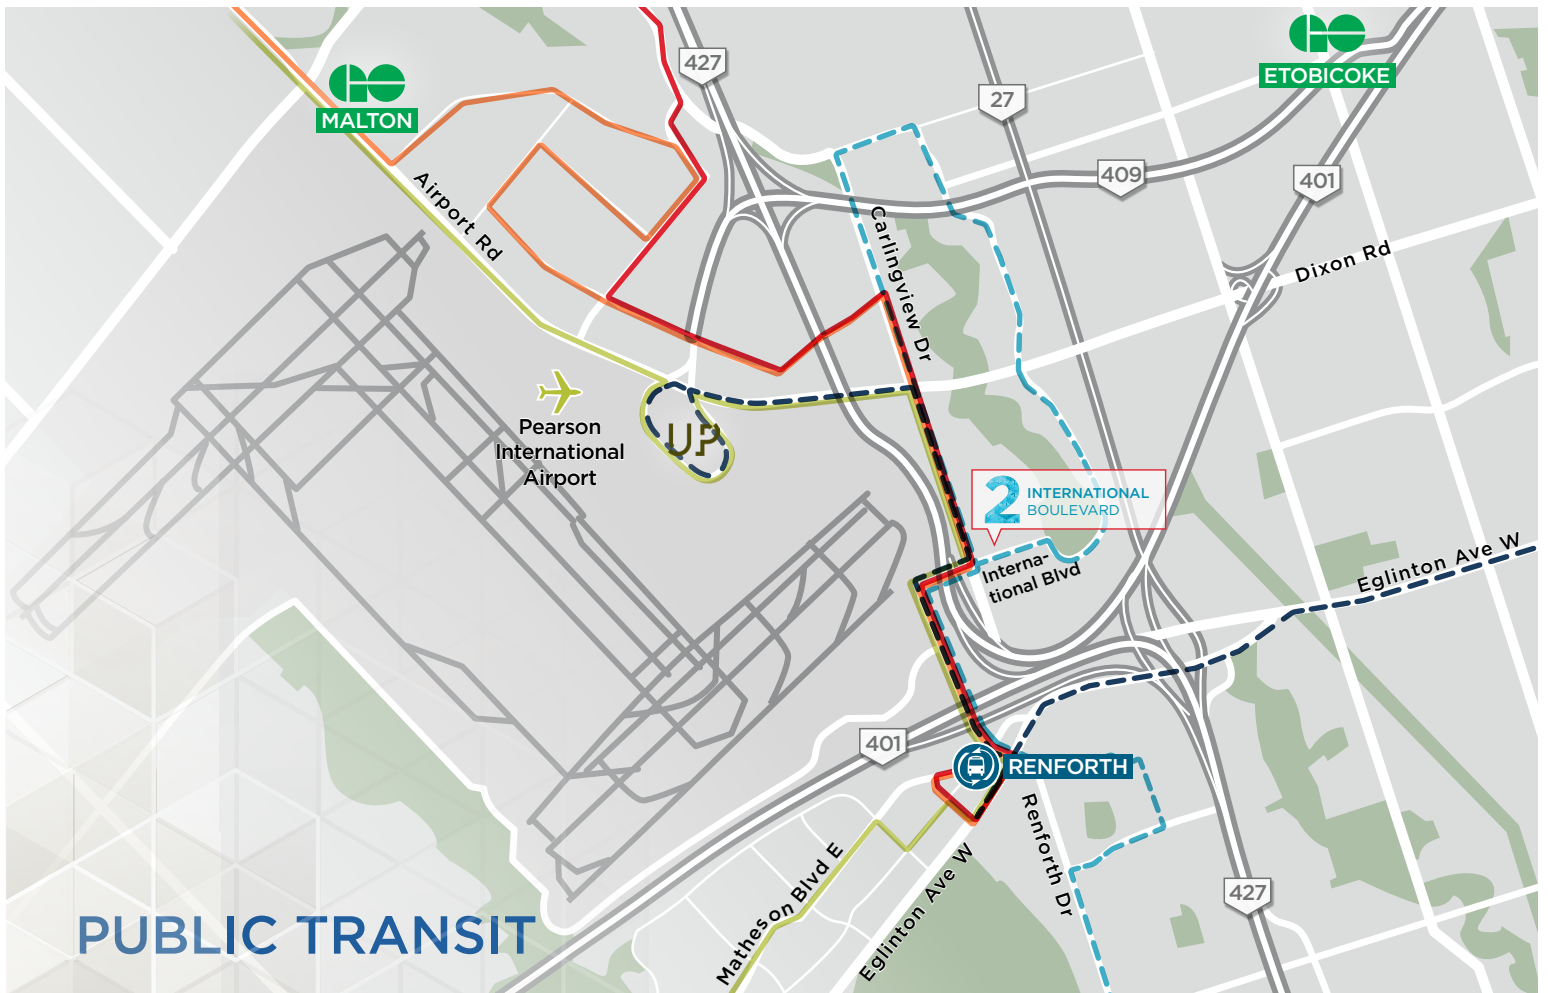 427
ETOBICOKE
27
MALTON
409
401
Airport Rd
Carlingview Dr
Dixon Rd
Pearson
International
Airport
UP
2 INTERNATIONAL
BOULEVARD
Interna-
tional Blvd
Eglinton Ave W
401
RENFORTH
Renforth Dr
Matheson Blvd E
Eglinton Ave W
427
PUBLIC TRANSIT